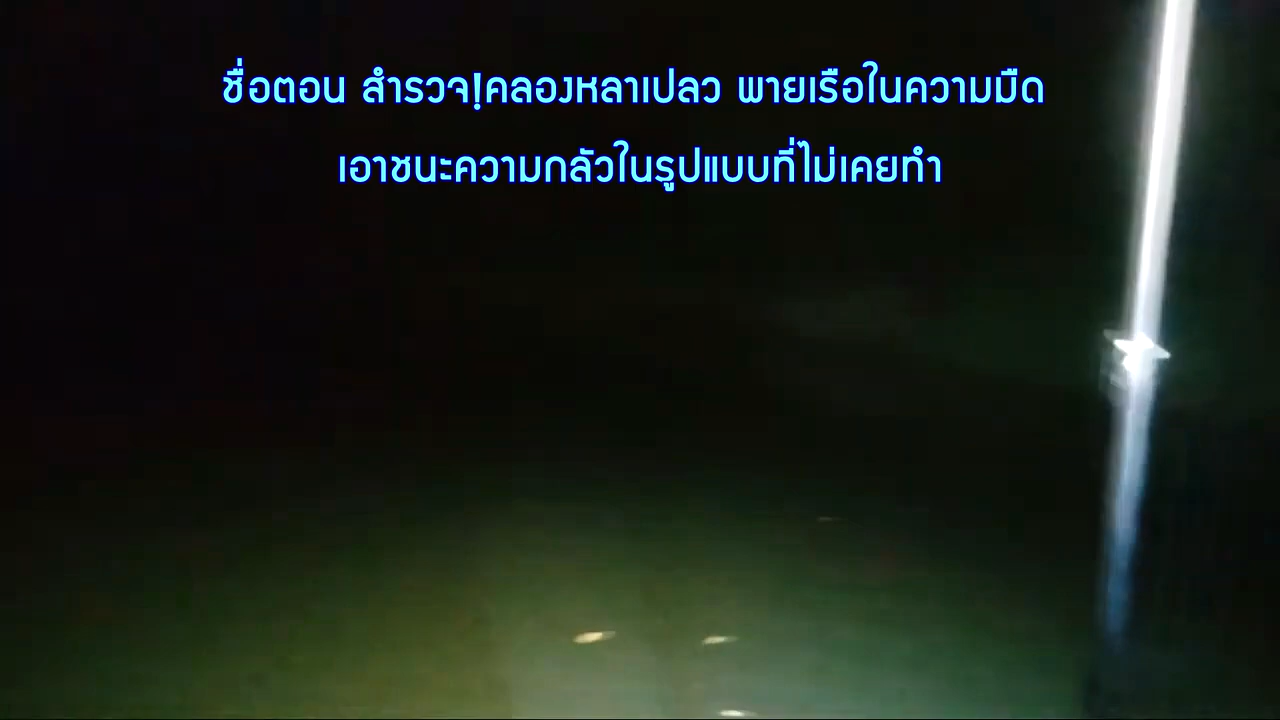 ชื่อตอน สำรวจ!คลองหลาเปลว พายเรือในความมืด
เอาชนะความกลัวในรูปแบบที่ไม่เคยทำ